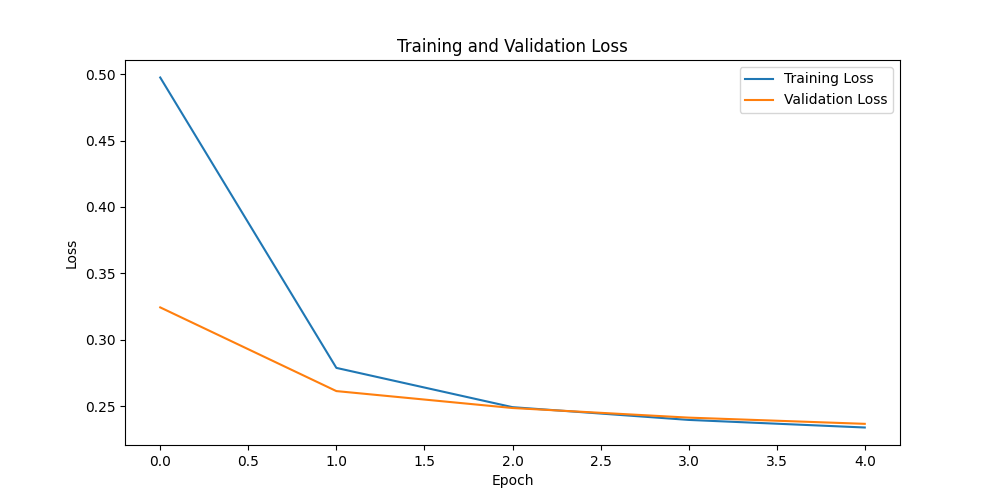 Training and Validation Loss
Training Loss
Validation Loss
Loss
0.50
0.45
0.40
0.35
0.30
0.25
0.0 0.5 1.0 1.5 2.0 2.5 3.0 3.5 4.0
Epoch